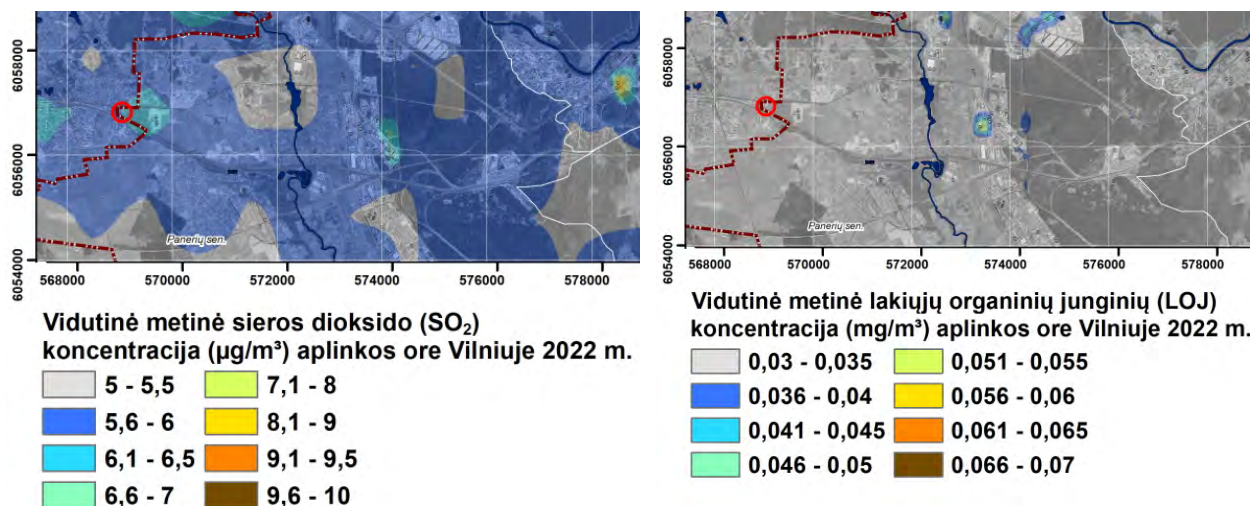 6058000
6056000
6054000
Panerių sen.
568000 570000 572000 574000 576000 578000
Vidutinė metinė sieros dioksido (SO₂)
koncentracija (µg/m³) aplinkos ore Vilniuje 2022 m.
5 - 5,5
5,6 - 6
6,1 - 6,5
6,6 - 7
7,1 - 8
8,1 - 9
9,1 - 9,5
9,6 - 10
6058000
6056000
6054000
Panerių sen.
568000 570000 572000 574000 576000 578000
Vidutinė metinė lakiųjų organinių junginių (LOJ)
koncentracija (mg/m³) aplinkos ore Vilniuje 2022 m.
0,03 - 0,035
0,036 - 0,04
0,041 - 0,045
0,046 - 0,05
0,051 - 0,055
0,056 - 0,06
0,061 - 0,065
0,066 - 0,07